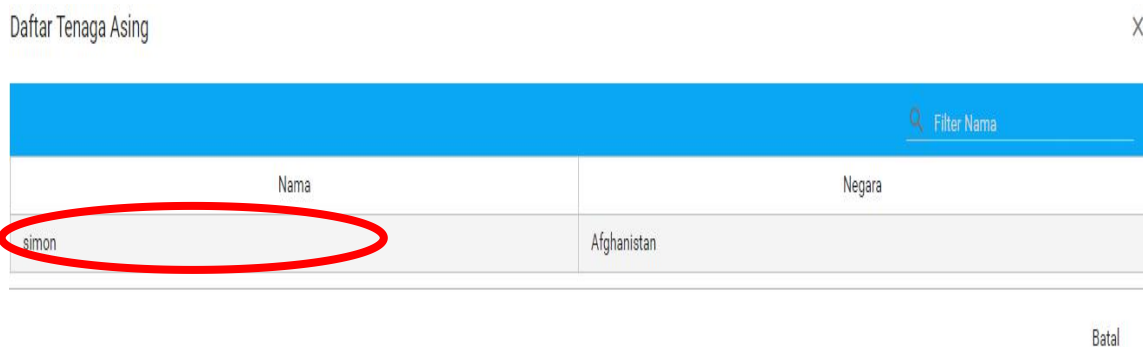 Daftar Tenaga Asing X
Filter Nama
Nama Negara
simon Afghanistan
Batal